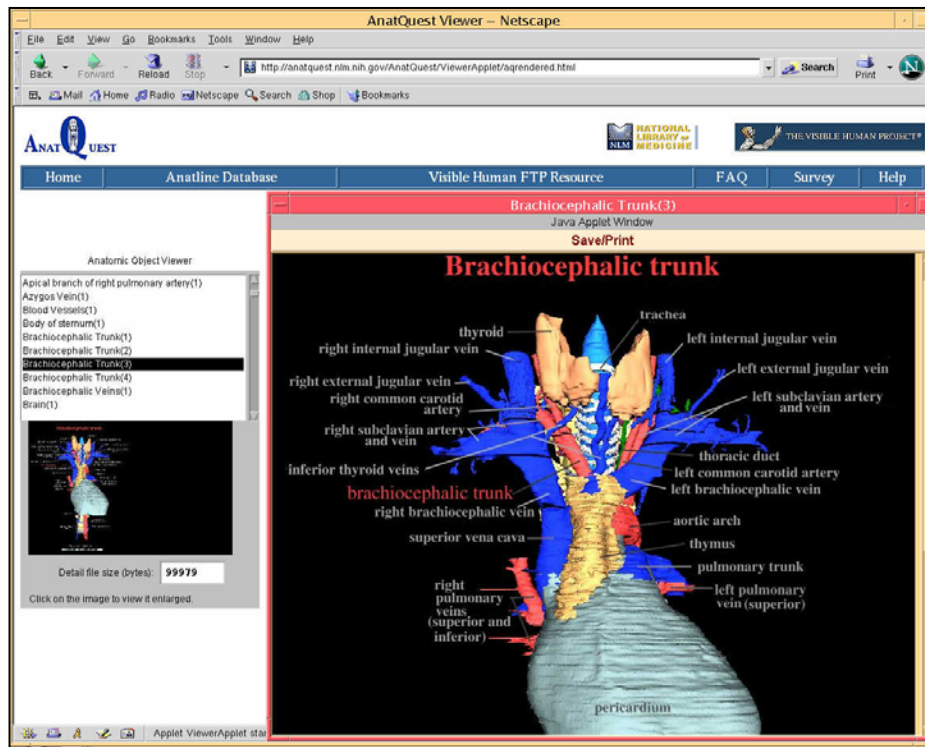 AnatQuest Viewer – Netscape
File Edit View Go Bookmarks Tools Window Help
Back Forward Reload Stop http://anatquest.nlm.nih.gov/AnatQuest/ViewerApplet/aqrendered.html Search Print N
Mail Home Radio Netscape Search Shop Bookmarks
ANAT QUEST
NLM NATIONAL LIBRARY OF MEDICINE
THE VISIBLE HUMAN PROJECT®
Home Anatline Database Visible Human FTP Resource FAQ Survey Help
Anatomic Object Viewer
Apical branch of right pulmonary artery(1)
Azygos Vein(1)
Blood Vessels(1)
Body of sternum(1)
Brachiocephalic Trunk(1)
Brachiocephalic Trunk(2)
Brachiocephalic Trunk(3)
Brachiocephalic Trunk(4)
Brachiocephalic Veins(1)
Brain(1)
Detail file size (bytes): 99979
Click on the image to view it enlarged.
Brachiocephalic Trunk(3)
Java Applet Window
Save/Print
Brachiocephalic trunk
trachea
thyroid
right internal jugular vein
left internal jugular vein
right external jugular vein
left external jugular vein
right common carotid
artery
left subclavian artery
and vein
right subclavian artery
and vein
thoracic duct
inferior thyroid veins
left common carotid artery
brachiocephalic trunk
left brachiocephalic vein
right brachiocephalic vein
aortic arch
superior vena cava
thymus
pulmonary trunk
right
pulmonary
veins
(superior and
inferior)
left pulmonary
vein (superior)
pericardium
Applet ViewerApplet star